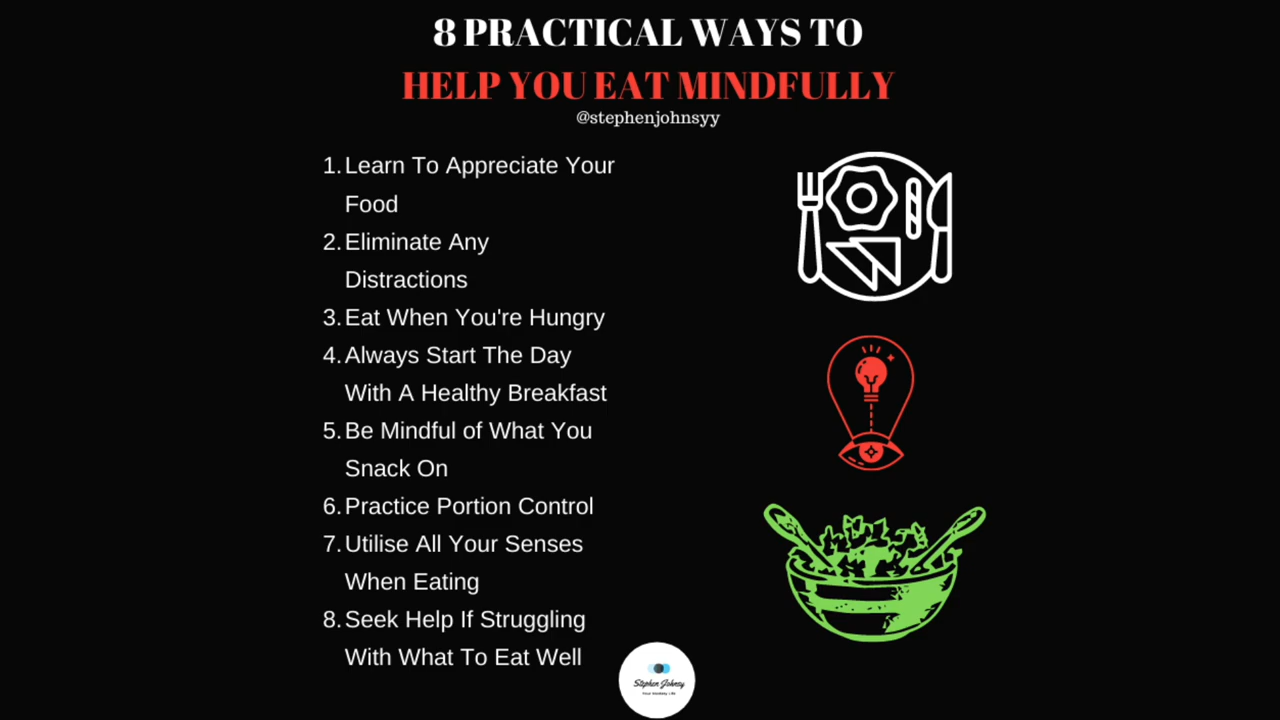 8 PRACTICAL WAYS TO
HELP YOU EAT MINDFULLY
@stephenjohnsyy
1. Learn To Appreciate Your
Food
2. Eliminate Any
Distractions
3. Eat When You're Hungry
4. Always Start The Day
With A Healthy Breakfast
5. Be Mindful of What You
Snack On
6. Practice Portion Control
7. Utilise All Your Senses
When Eating
8. Seek Help If Struggling
With What To Eat Well
Stephen Johnsy